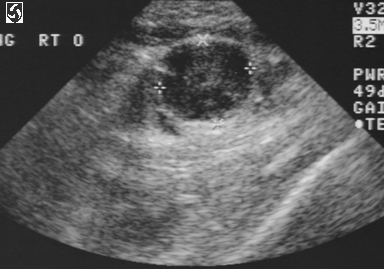 V32
3.5M
NG RT O
R2
PWR
49d
GAI
●TE